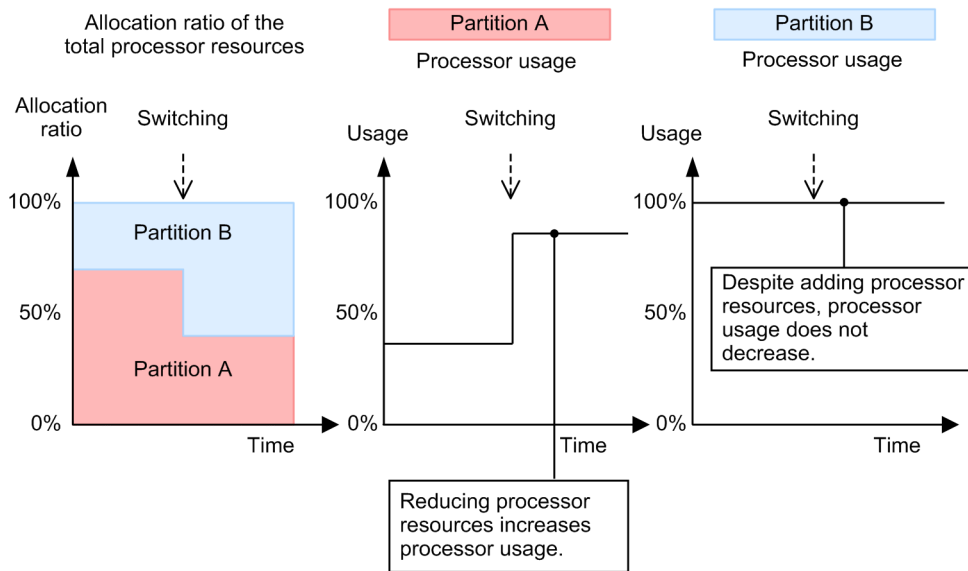 Allocation ratio of the
total processor resources
Partition A
Processor usage
Partition B
Processor usage
Allocation
ratio
Switching
100%
50%
0%
Partition B
Partition A
Time
Usage
Switching
100%
50%
0%
Time
Reducing processor
resources increases
processor usage.
Usage
Switching
100%
50%
0%
Time
Despite adding processor
resources, processor
usage does not
decrease.